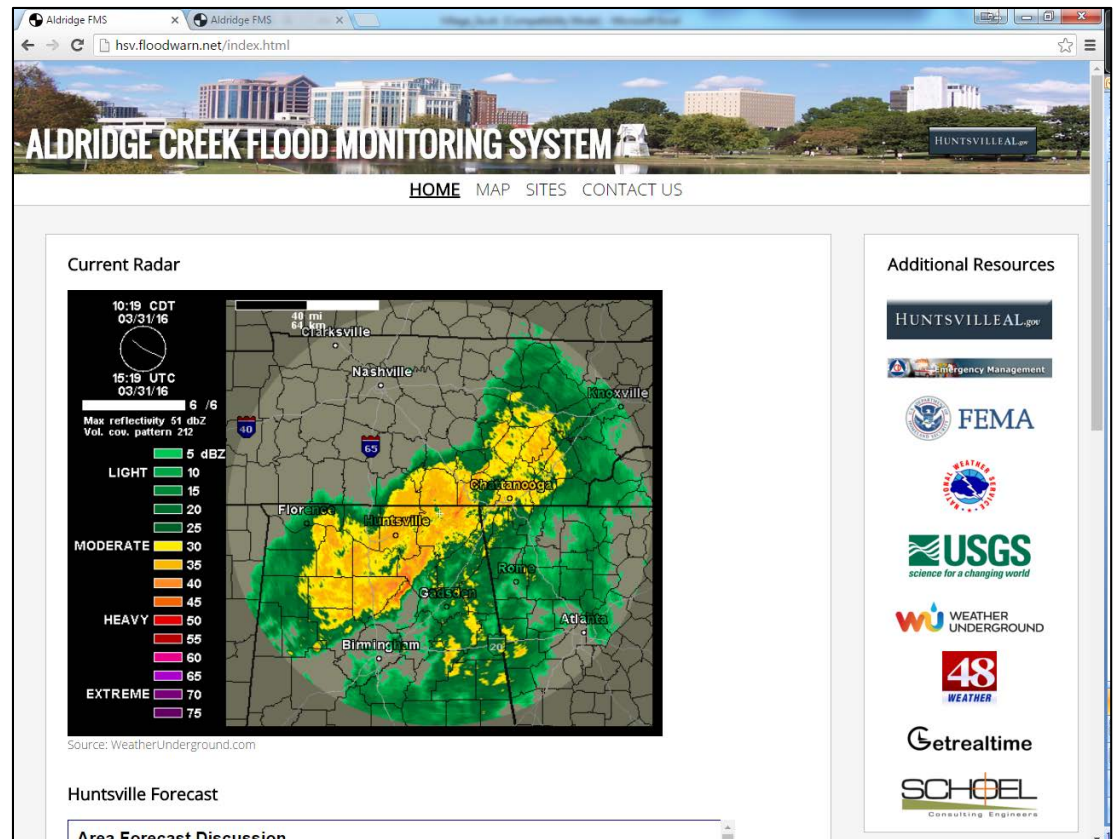 Aldridge FMS
Aldridge FMS
hsv.floodwarn.net/index.html
ALDRIDGE CREEK FLOOD MONITORING SYSTEM
HUNTSVILLEAL.gov
HOME MAP SITES CONTACT US
Current Radar
10:19 CDT
03/31/16
15:19 UTC
03/31/16
6 /6
Max reflectivity 51 dbZ
Vol. cov. pattern 212
5 dBZ
LIGHT 10
15
20
25
MODERATE 30
35
40
45
HEAVY 50
55
60
65
EXTREME 70
75
40 mi
64 km
Clarksville
Nashville
Knoxville
40
65
Chattanooga
Florence
Huntsville
Rome
Gadsden
Atlanta
Birmingham
20
Source: WeatherUnderground.com
Huntsville Forecast
Area Forecast Discussion
Additional Resources
HUNTSVILLEAL.gov
Emergency Management
FEMA
NATIONAL WEATHER SERVICE
USGS
science for a changing world
WEATHER
UNDERGROUND
48
WEATHER
Getrealtime
SCHOEL
Consulting Engineers